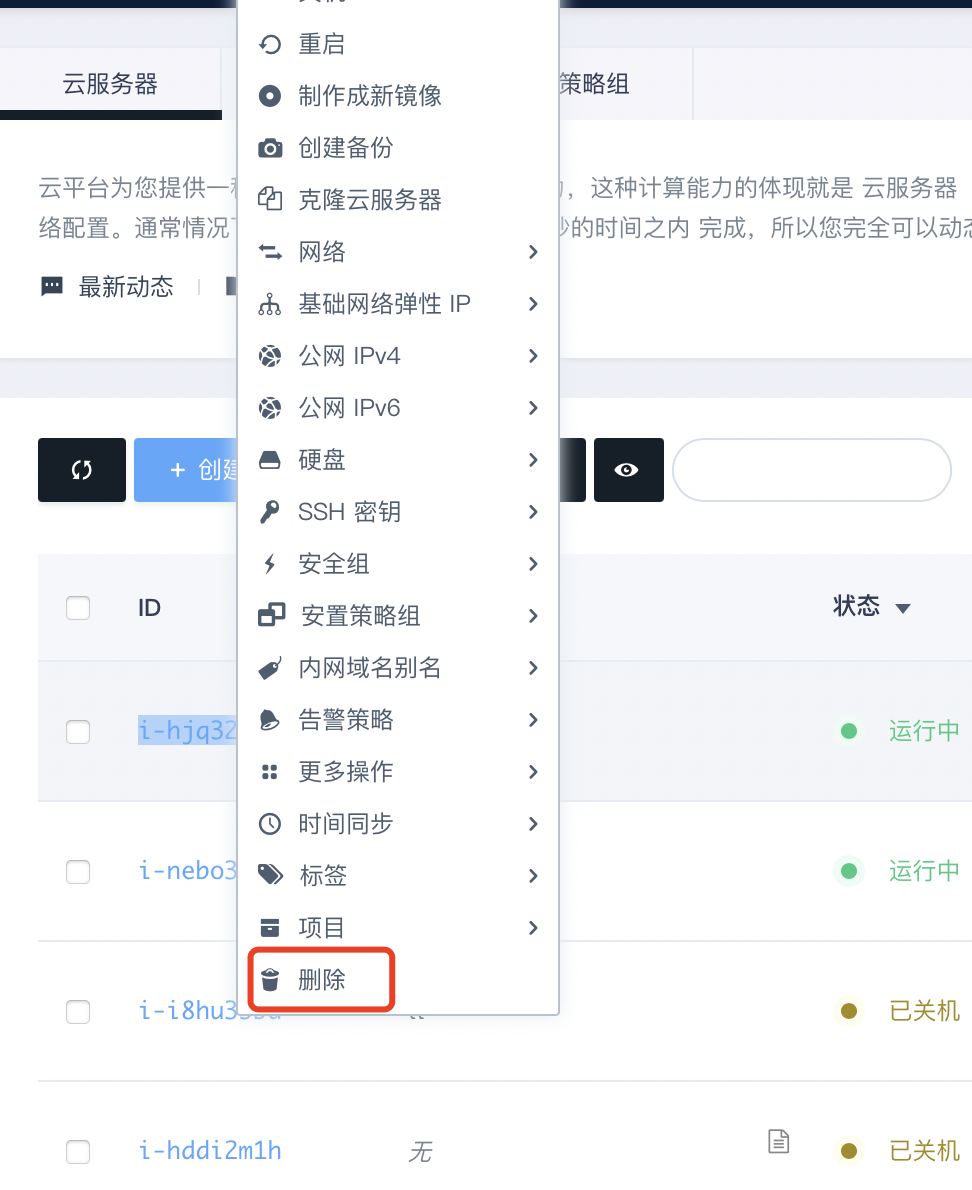 重启
云服务器
策略组
制作成新镜像
创建备份
云平台为您提供一
，这种计算能力的体现就是 云服务器
克隆云服务器
络配置。通常情况
的时间之内 完成，所以您完全可以动态
网络
最新动态
基础网络弹性 IP
公网 IPv4
公网 IPv6
硬盘
+ 创建
SSH 密钥
安全组
ID
状态
安置策略组
内网域名别名
告警策略
i-hjq32
运行中
更多操作
时间同步
标签
i-nebo3
运行中
项目
删除
i-i8hu3
已关机
i-hddi2m1h
无
已关机